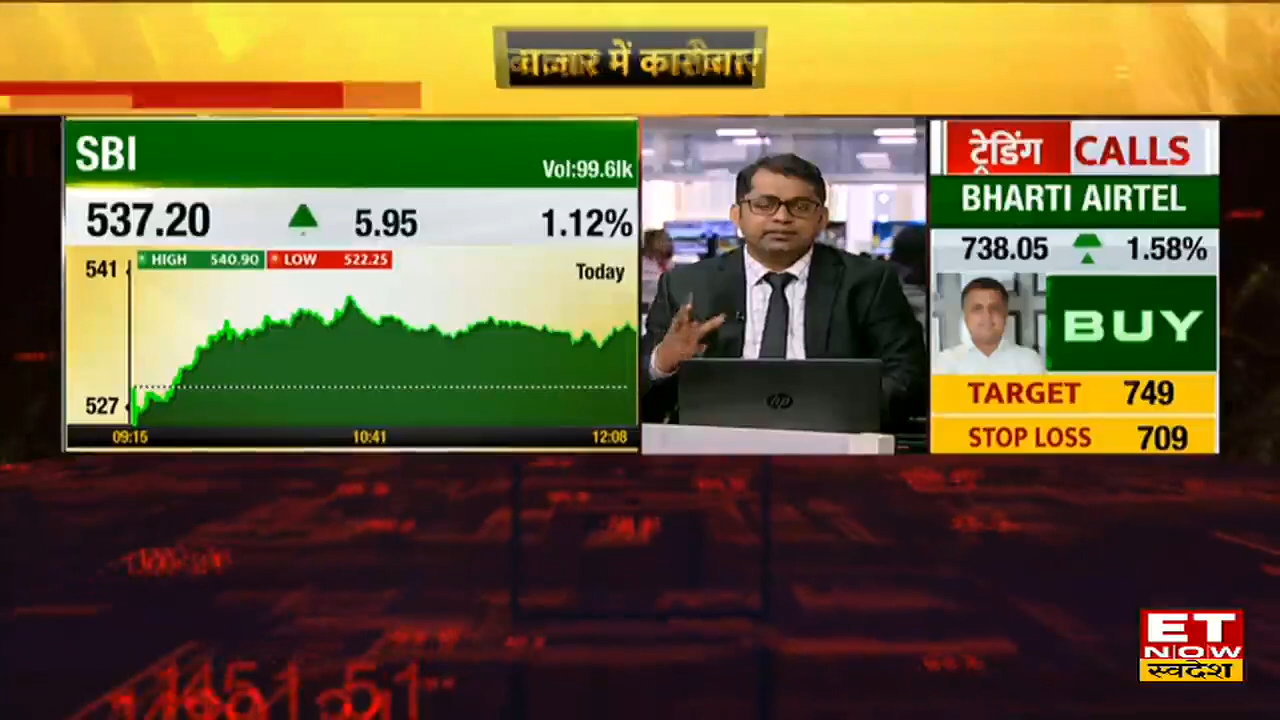 बाजार में कारोबार
SBI
Vol:99.6lk
537.20 5.95 1.12%
HIGH 540.90 LOW 522.25
Today
541
527
09:15 10:41 12:08
hp
ट्रेडिंग CALLS
BHARTI AIRTEL
738.05 1.58%
BUY
TARGET 749
STOP LOSS 709
ET
NOW
स्वदेश